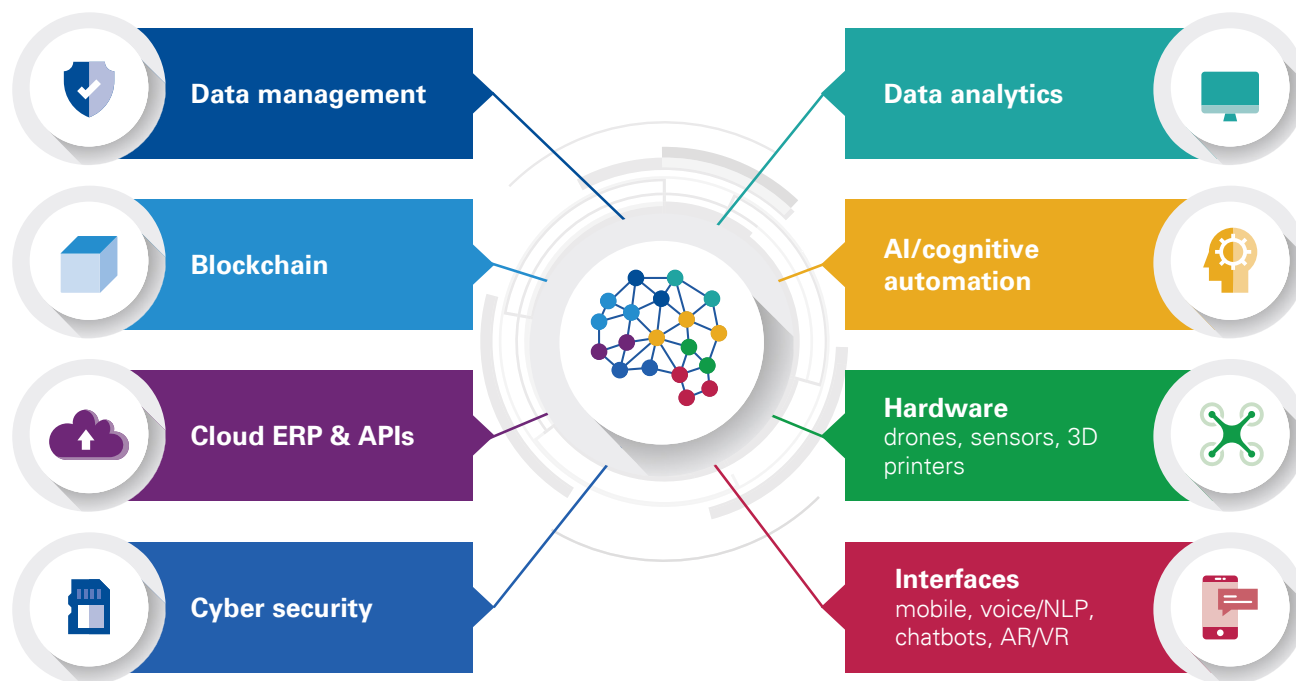 Data management
Blockchain
Cloud ERP & APIs
Cyber security
Data analytics
AI/cognitive
automation
Hardware
drones, sensors, 3D
printers
Interfaces
mobile, voice/NLP,
chatbots, AR/VR